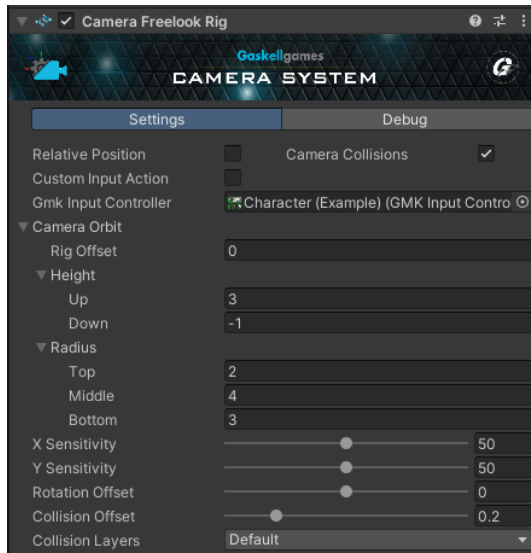 Camera Freelook Rig
Gaskellgames
CAMERA SYSTEM
G
Settings Debug
Relative Position Camera Collisions
Custom Input Action
Gmk Input Controller Character (Example) (GMK Input Contro
Camera Orbit
Rig Offset 0
Height
Up 3
Down -1
Radius
Top 2
Middle 4
Bottom 3
X Sensitivity 50
Y Sensitivity 50
Rotation Offset 0
Collision Offset 0.2
Collision Layers Default